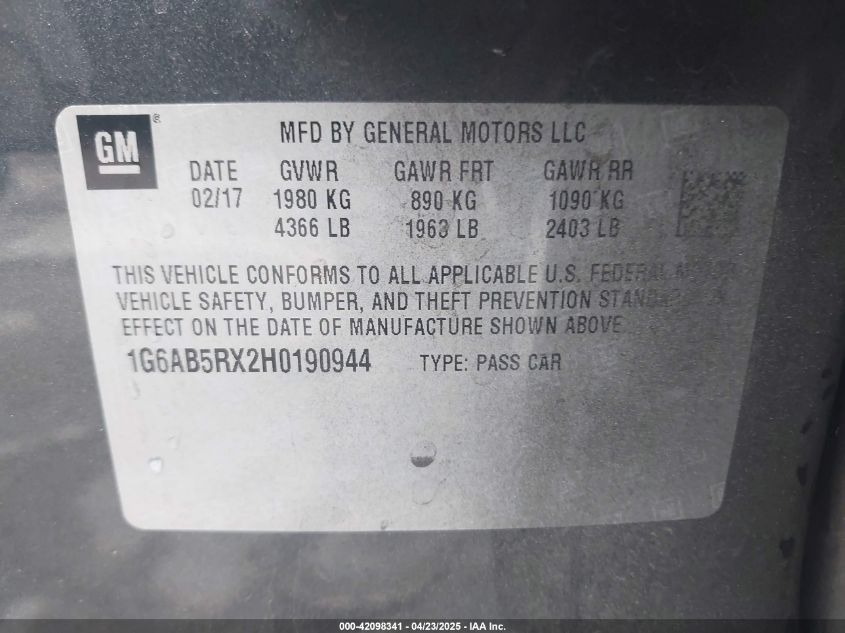 GM®
MFD BY GENERAL MOTORS LLC
DATE GVWR GAWR FRT GAWR RR
02/17 1980 KG 890 KG 1090 KG
4366 LB 1963 LB 2403 LB
THIS VEHICLE CONFORMS TO ALL APPLICABLE U.S. FEDERAL MOTOR
VEHICLE SAFETY, BUMPER, AND THEFT PREVENTION STANDARDS IN
EFFECT ON THE DATE OF MANUFACTURE SHOWN ABOVE
1G6AB5RX2H0190944 TYPE: PASS CAR
000-42098341 - 04/23/2025 - IAA Inc.